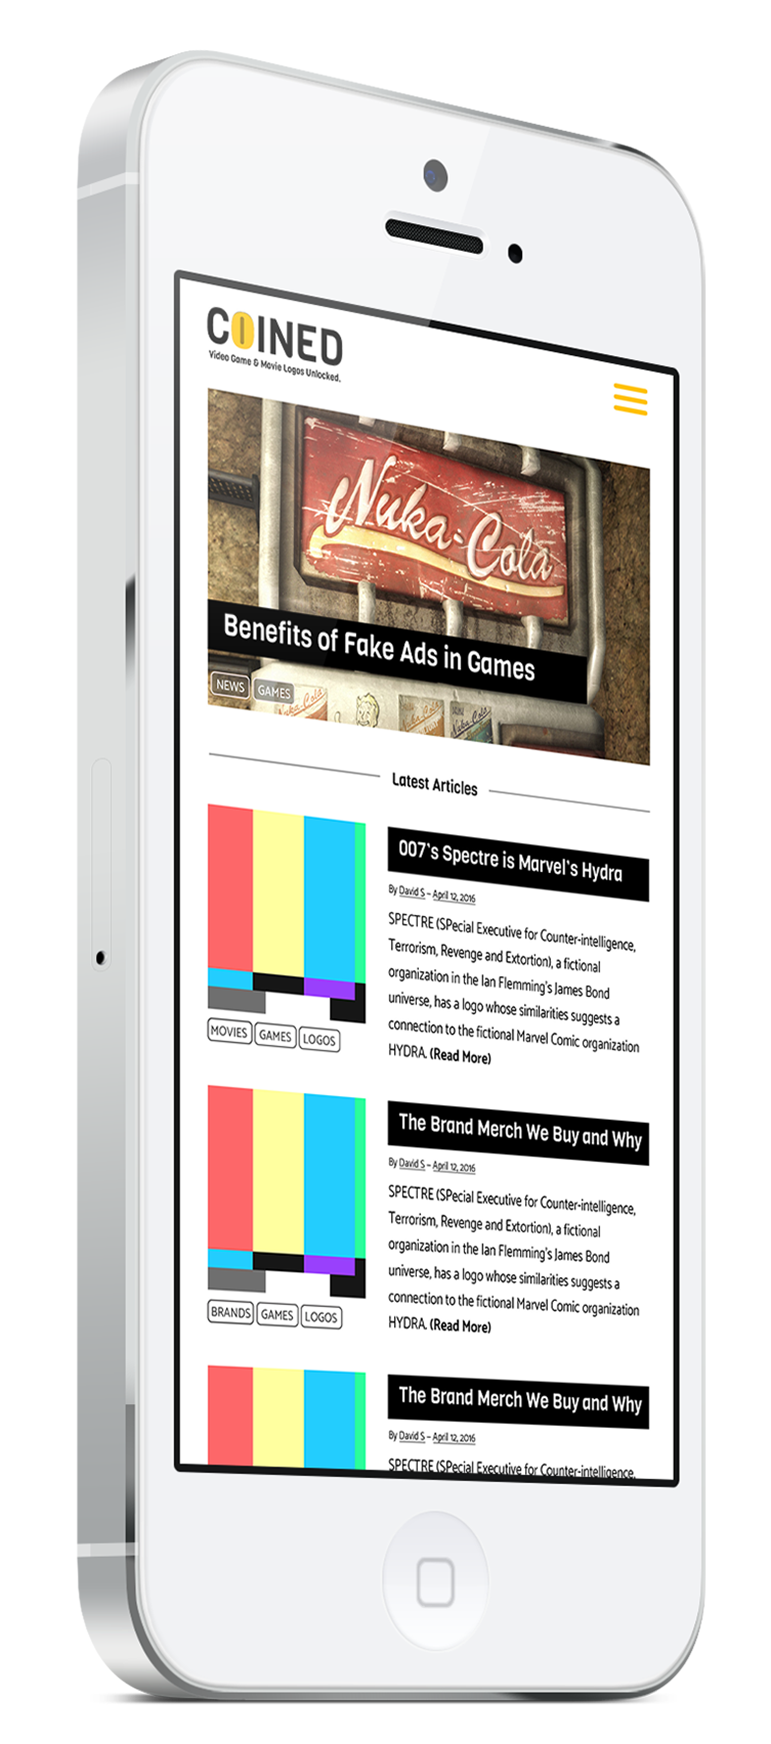 COINED
Video Game & Movie Logos Unlocked.
Nuka-Cola
Benefits of Fake Ads in Games
NEWS GAMES
Nuka-Cola
Latest Articles
007's Spectre is Marvel's Hydra
By David S – April 12, 2016
SPECTRE (SPecial Executive for Counter-intelligence,
Terrorism, Revenge and Extortion), a fictional
organization in the Ian Flemming's James Bond
universe, has a logo whose similarities suggests a
connection to the fictional Marvel Comic organization
HYDRA. (Read More)
MOVIES GAMES LOGOS
The Brand Merch We Buy and Why
By David S – April 12, 2016
SPECTRE (SPecial Executive for Counter-intelligence,
Terrorism, Revenge and Extortion), a fictional
organization in the Ian Flemming's James Bond
universe, has a logo whose similarities suggests a
connection to the fictional Marvel Comic organization
HYDRA. (Read More)
BRANDS GAMES LOGOS
The Brand Merch We Buy and Why
By David S – April 12, 2016
SPECTRE (SPecial Executive for Counter-intelligence,